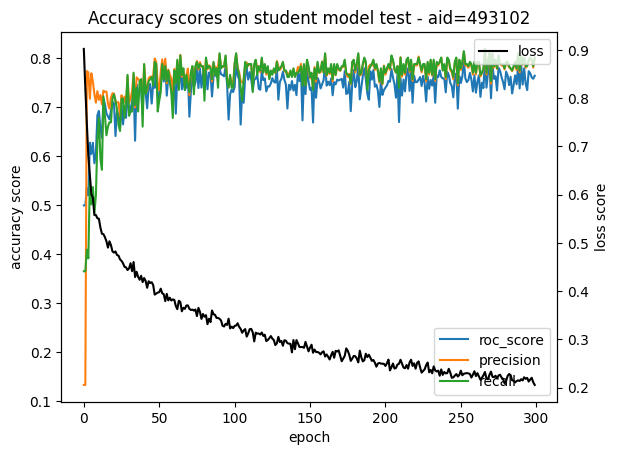 Accuracy scores on student model test - aid=493102
accuracy score
0.8
0.7
0.6
0.5
0.4
0.3
0.2
0.1
0
50
100
150
200
250
300
epoch
0.9
0.8
0.7
0.6
0.5
0.4
0.3
0.2
loss score
loss
roc_score
precision
recall